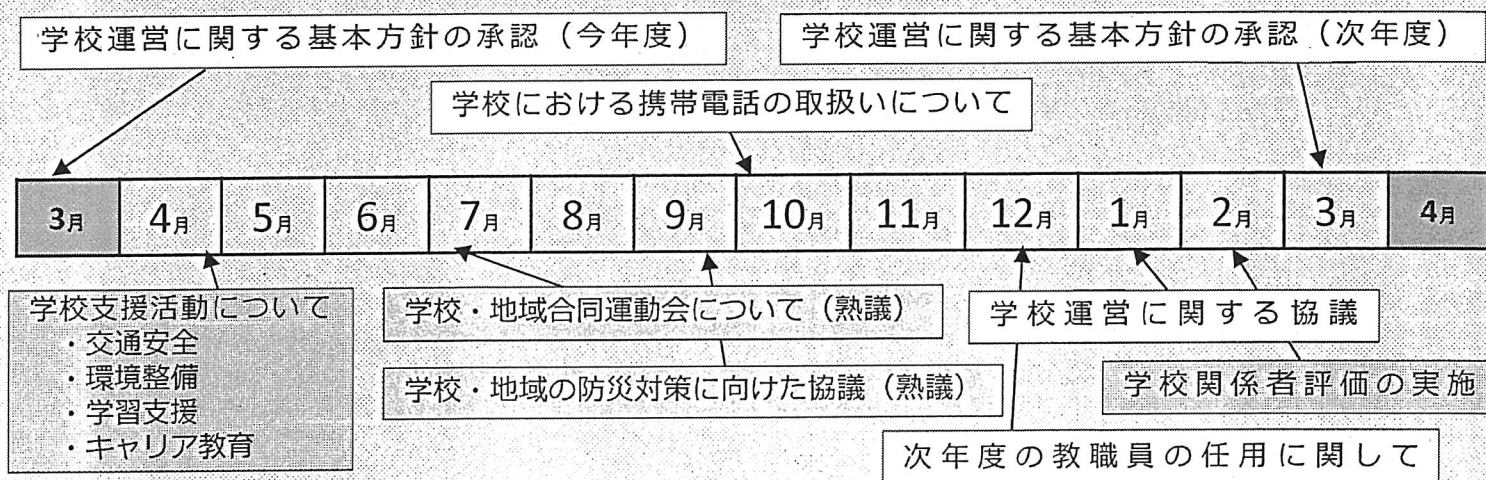 学校運営に関する基本方針の承認（今年度）
学校運営に関する基本方針の承認（次年度）
学校における携帯電話の取扱いについて
3月 4月 5月 6月 7月 8月 9月 10月 11月 12月 1月 2月 3月 4月
学校支援活動について
・交通安全
・環境整備
・学習支援
・キャリア教育
学校・地域合同運動会について（熟議）
学校・地域の防災対策に向けた協議（熟議）
学校運営に関する協議
学校関係者評価の実施
次年度の教職員の任用に関して